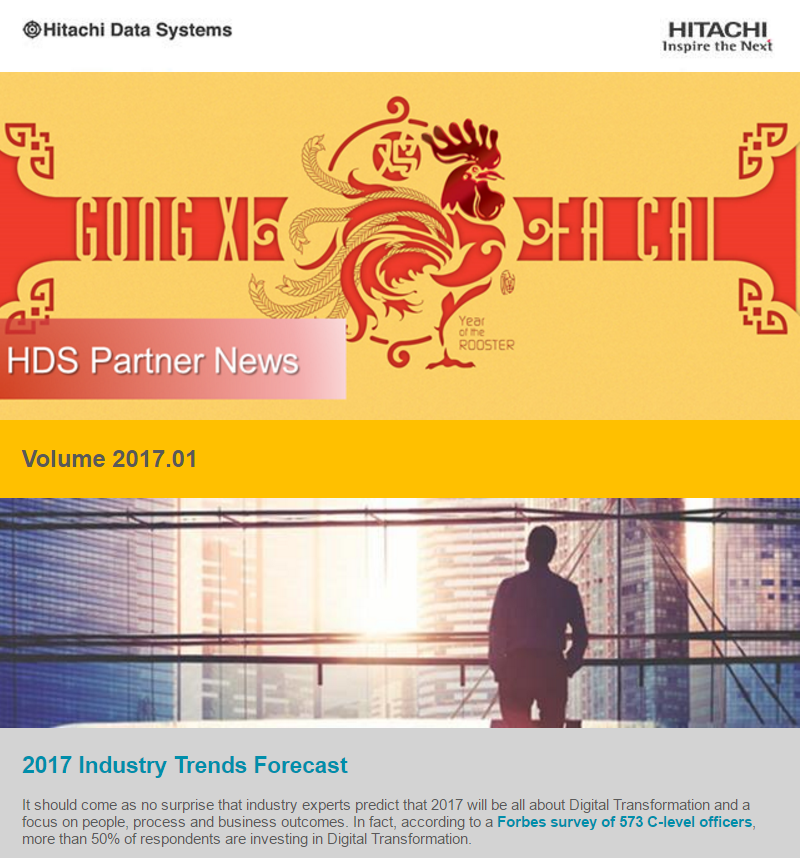 Hitachi Data Systems
HITACHI
Inspire the Next
鸡
GONG XI FA CAI
Year
of the
ROOSTER
HDS Partner News
Volume 2017.01
2017 Industry Trends Forecast
It should come as no surprise that industry experts predict that 2017 will be all about Digital Transformation and a
focus on people, process and business outcomes. In fact, according to a Forbes survey of 573 C-level officers,
more than 50% of respondents are investing in Digital Transformation.